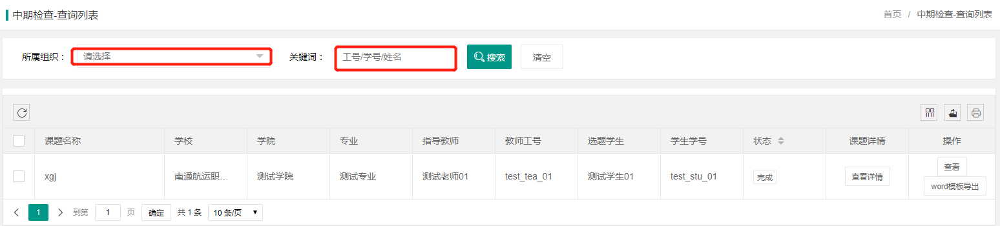 中期检查-查询列表
首页 / 中期检查-查询列表
所属组织： 请选择 关键词： 工号/学号/姓名 搜索 清空
课题名称 学校 学院 专业 指导教师 教师工号 选题学生 学生学号 状态 课题详情 操作
xgj 南通航运职... 测试学院 测试专业 测试老师01 test_tea_01 测试学生01 test_stu_01 完成 查看详情 查看
word模板导出
1 到第 1 页 确定 共 1 条 10 条/页